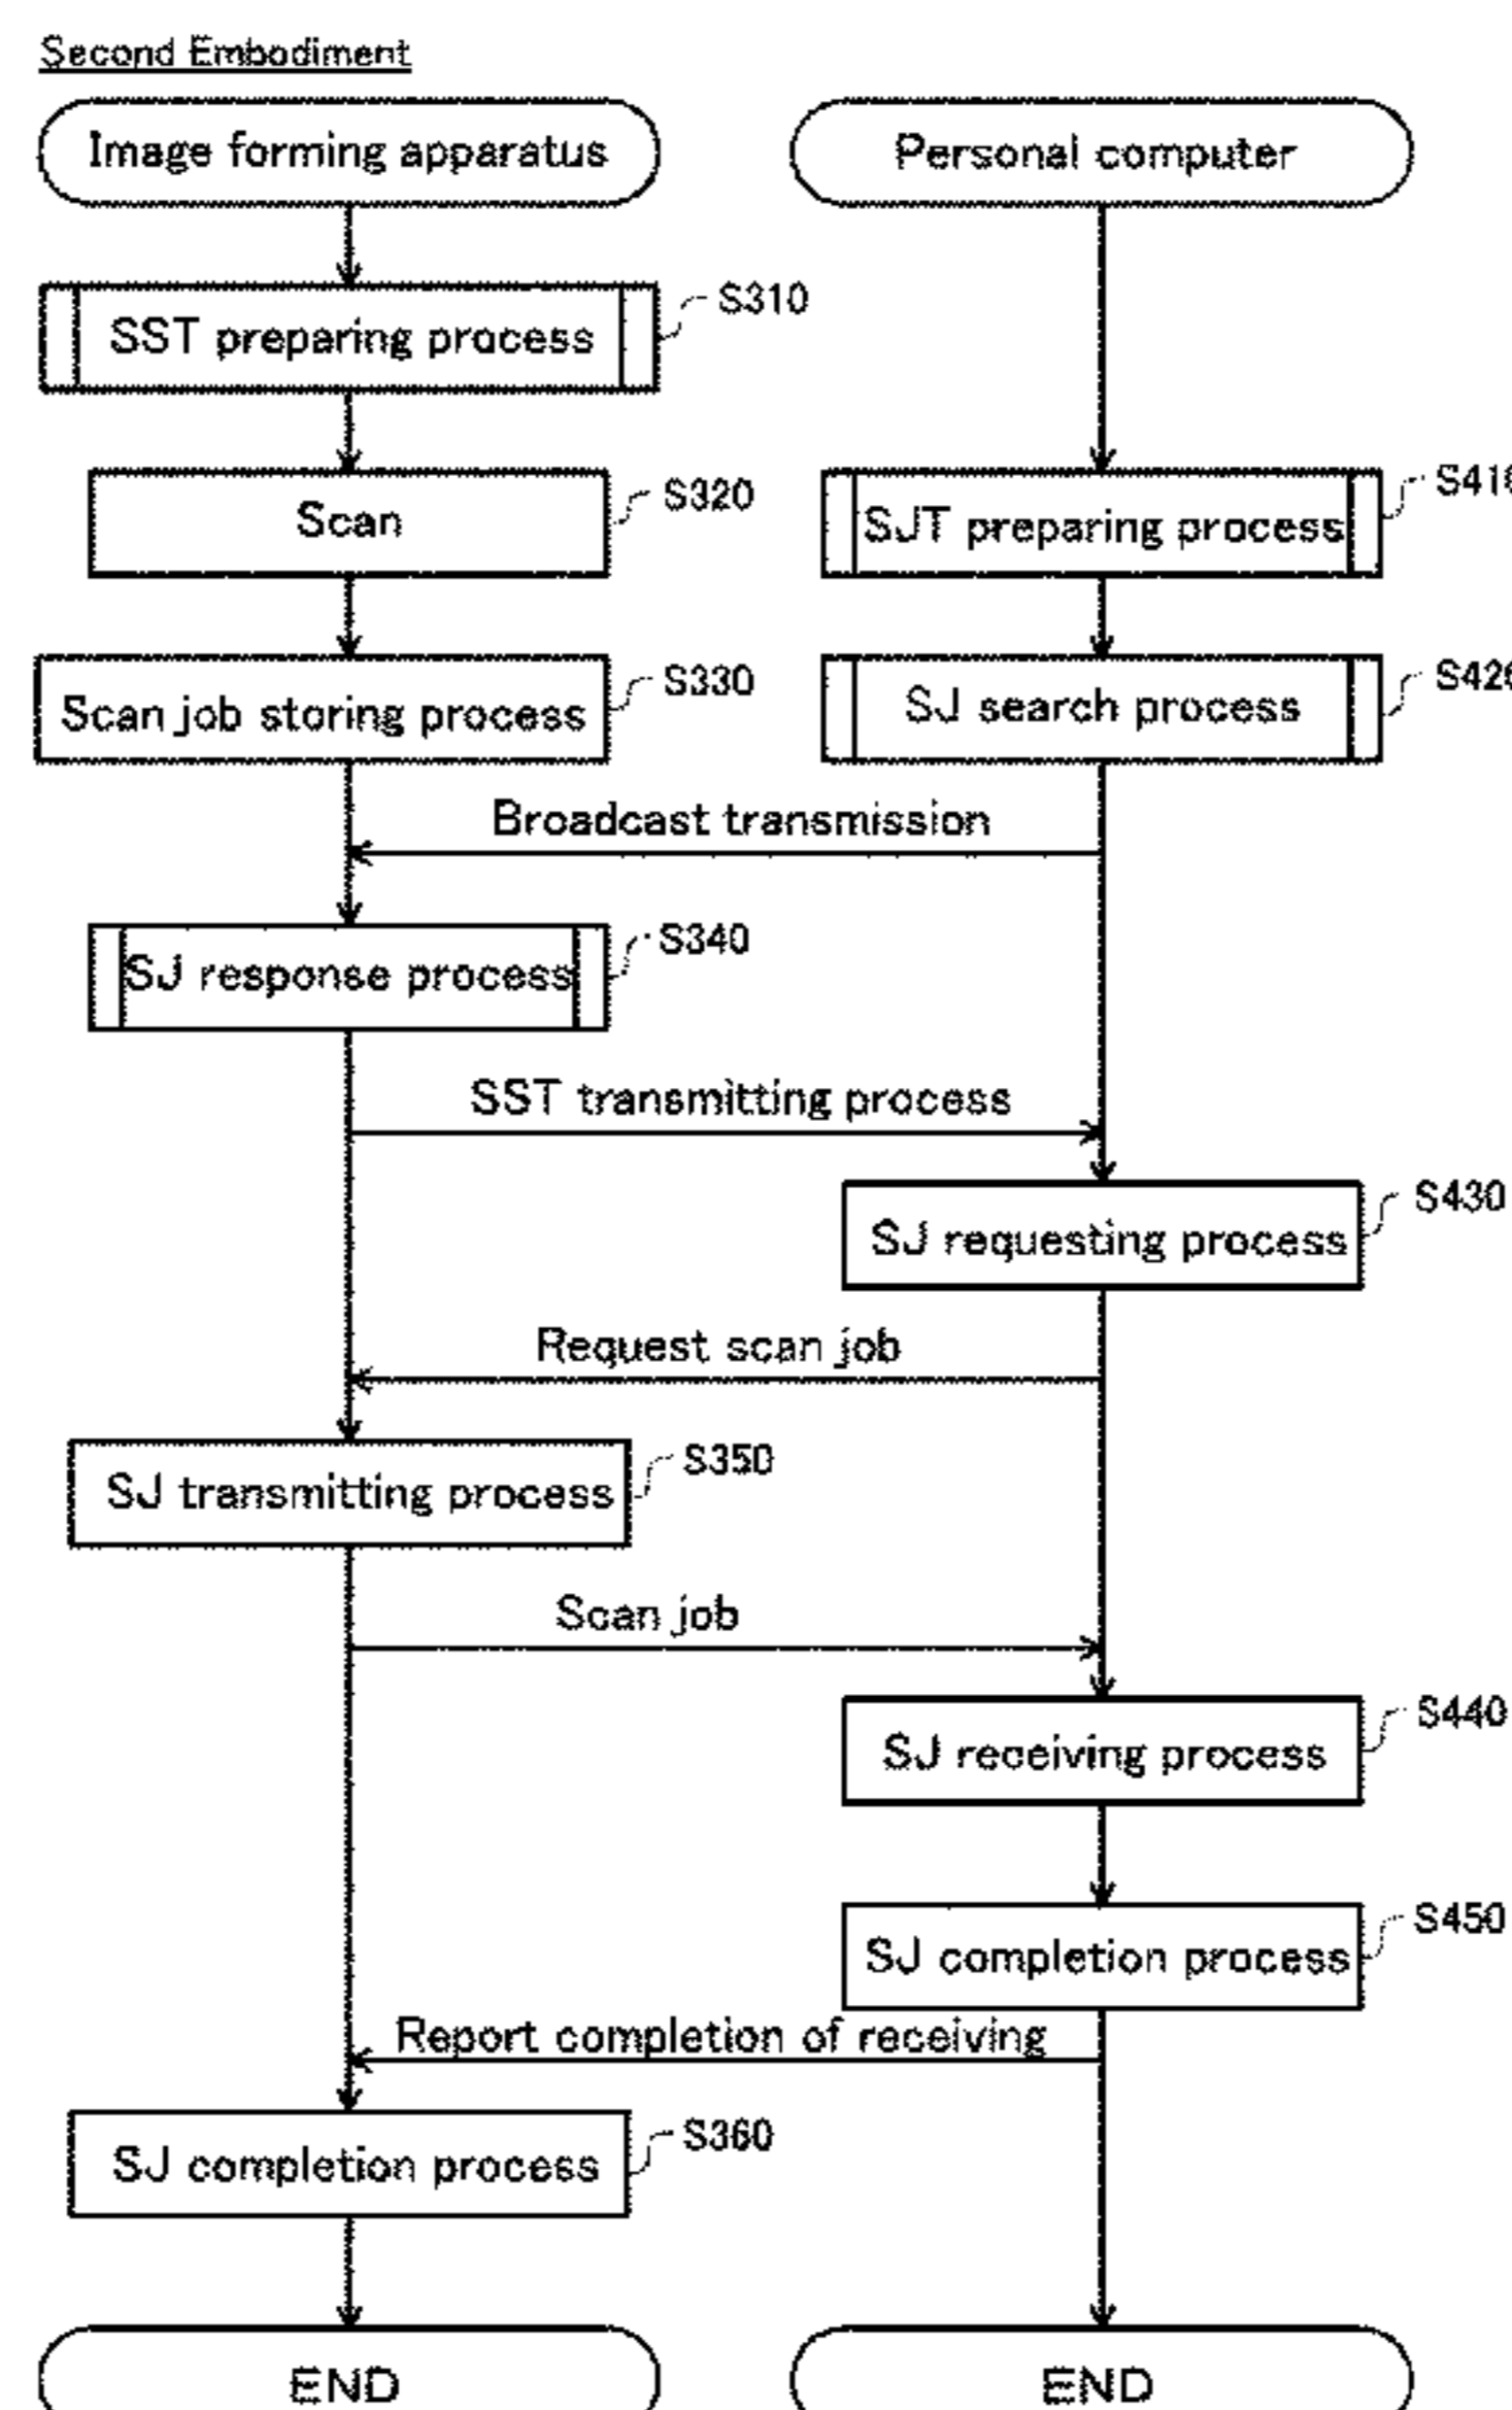 Second Embodiment
Image forming apparatus
Personal computer
SST preparing process
S310
Scan
S320
SJT preparing process
Scan job storing process
S330
SJ search process
Broadcast transmission
SJ response process
S340
SST transmitting process
SJ requesting process
S430
Request scan job
SJ transmitting process
S350
Scan job
SJ receiving process
S440
SJ completion process
S450
Report completion of receiving
SJ completion process
S360
END
END